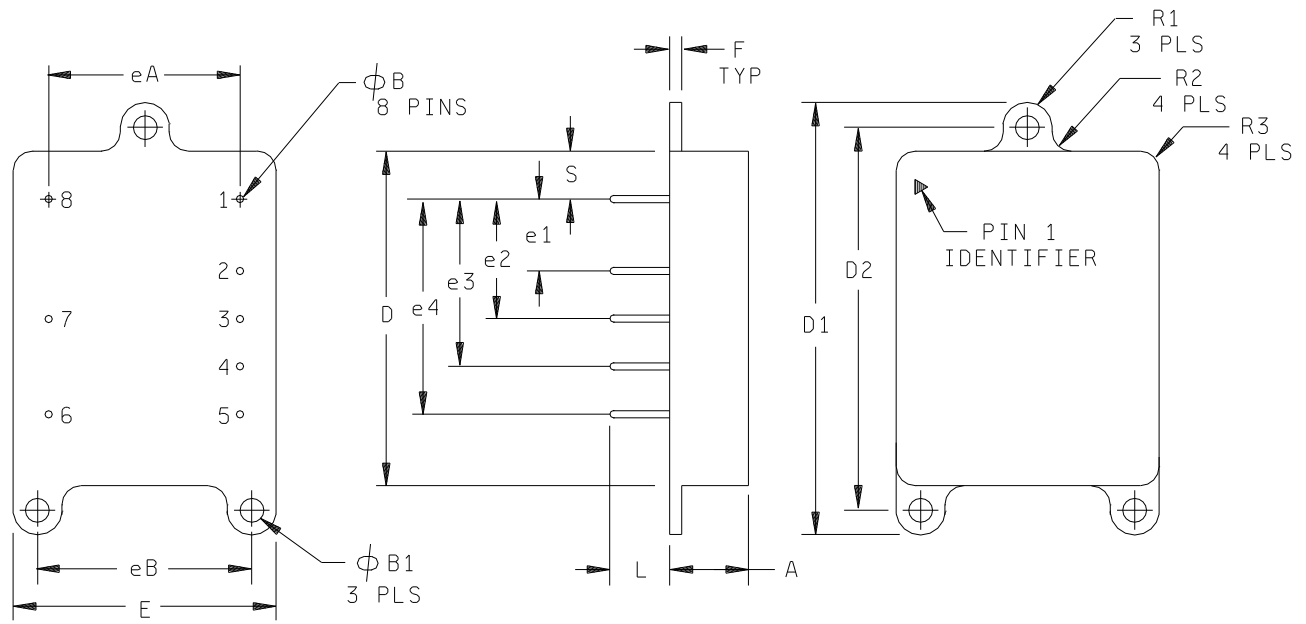 eA
ϕB
8 PINS
8
1
2
7
3
4
6
5
eB
E
ϕB1
3 PLS
F
TYP
S
e1
e2
e3
e4
D
L
A
R1
3 PLS
R2
4 PLS
R3
4 PLS
PIN 1
IDENTIFIER
D2
D1